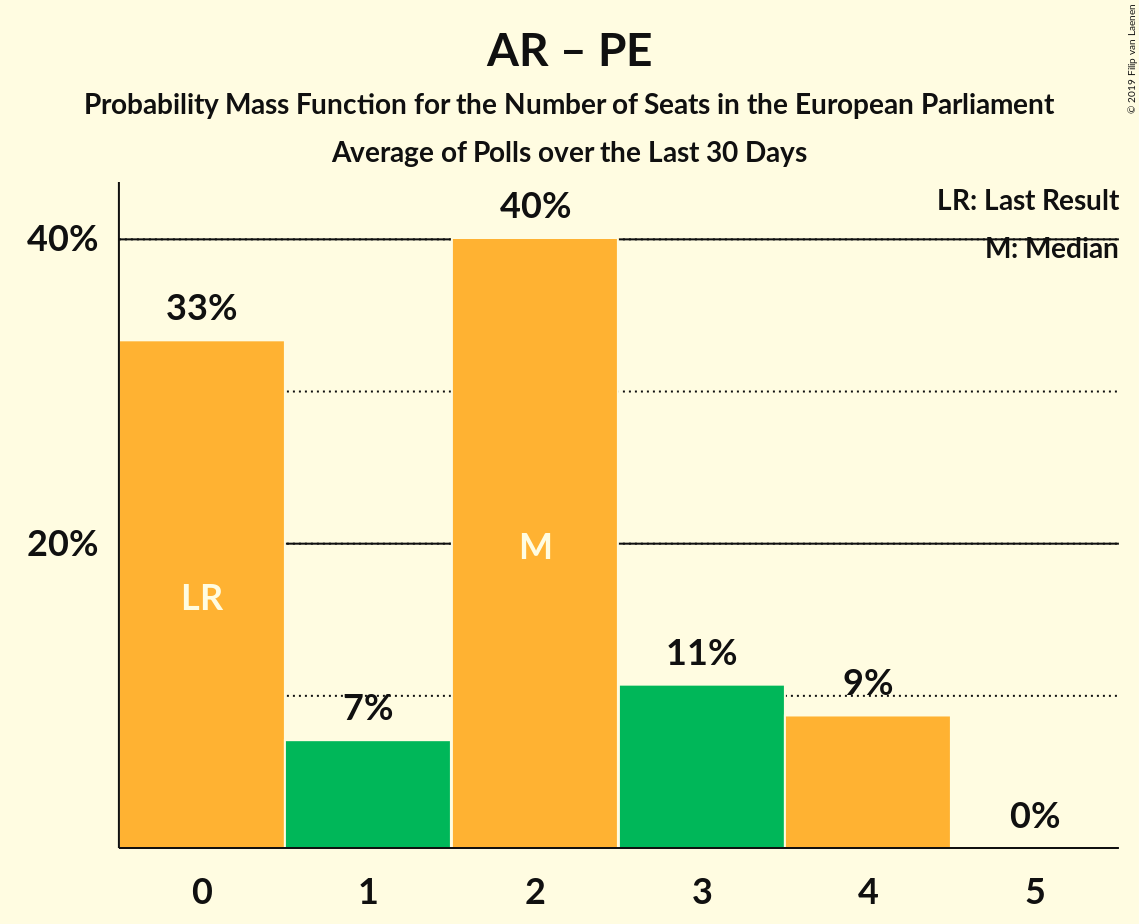 AR – PE
Probability Mass Function for the Number of Seats in the European Parliament
Average of Polls over the Last 30 Days
© 2019 Filip van Laenen
LR: Last Result
M: Median
40%
20%
33%
7%
40%
11%
9%
0%
LR
M
0 1 2 3 4 5